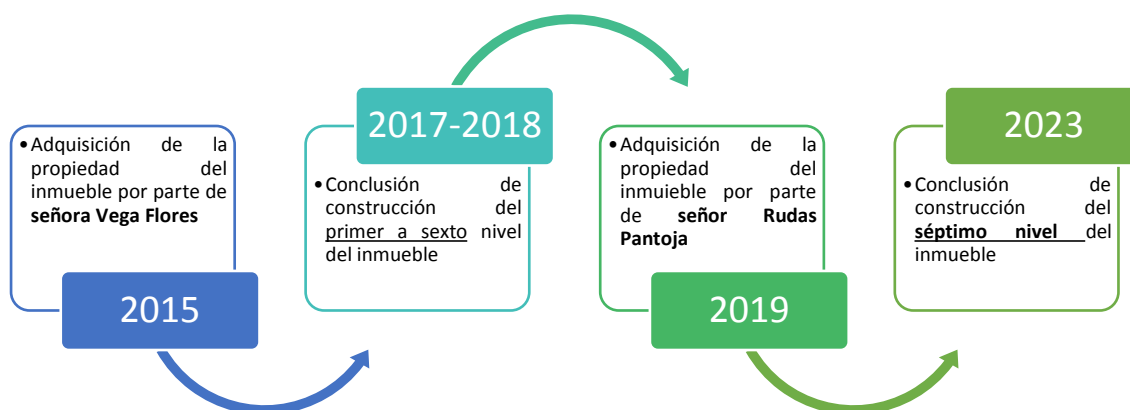 •Adquisición de la
propiedad del
inmueble por parte de
señora Vega Flores
2015
2017-2018
•Conclusión de
construcción del
primer a sexto nivel
del inmueble
•Adquisición de la
propiedad del
inmuieble por parte
de señor Rudas
Pantoja
2019
2023
•Conclusión de
construcción del
séptimo nivel del
inmueble